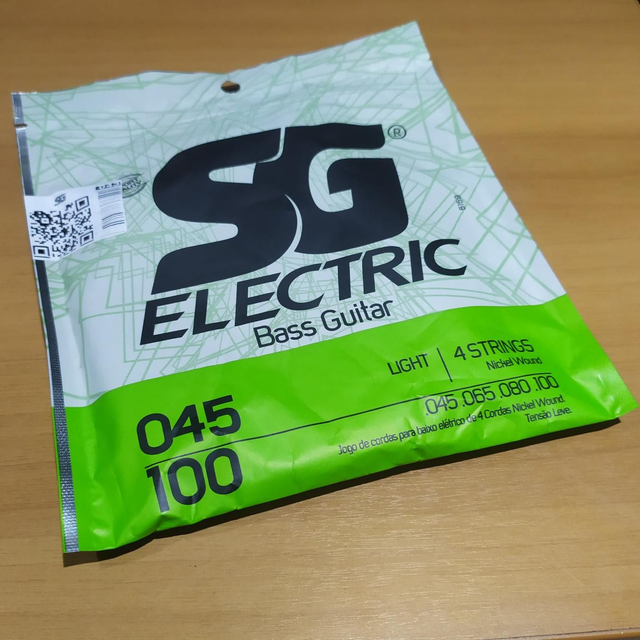 SG®
ELECTRIC
Bass Guitar
LIGHT
4 STRINGS
Nickel Wound
.045 .065 .080 .100
Jogo de cordas para baixo elétrico de 4 Cordas Nickel Wound.
Tensão Leve.
045
100